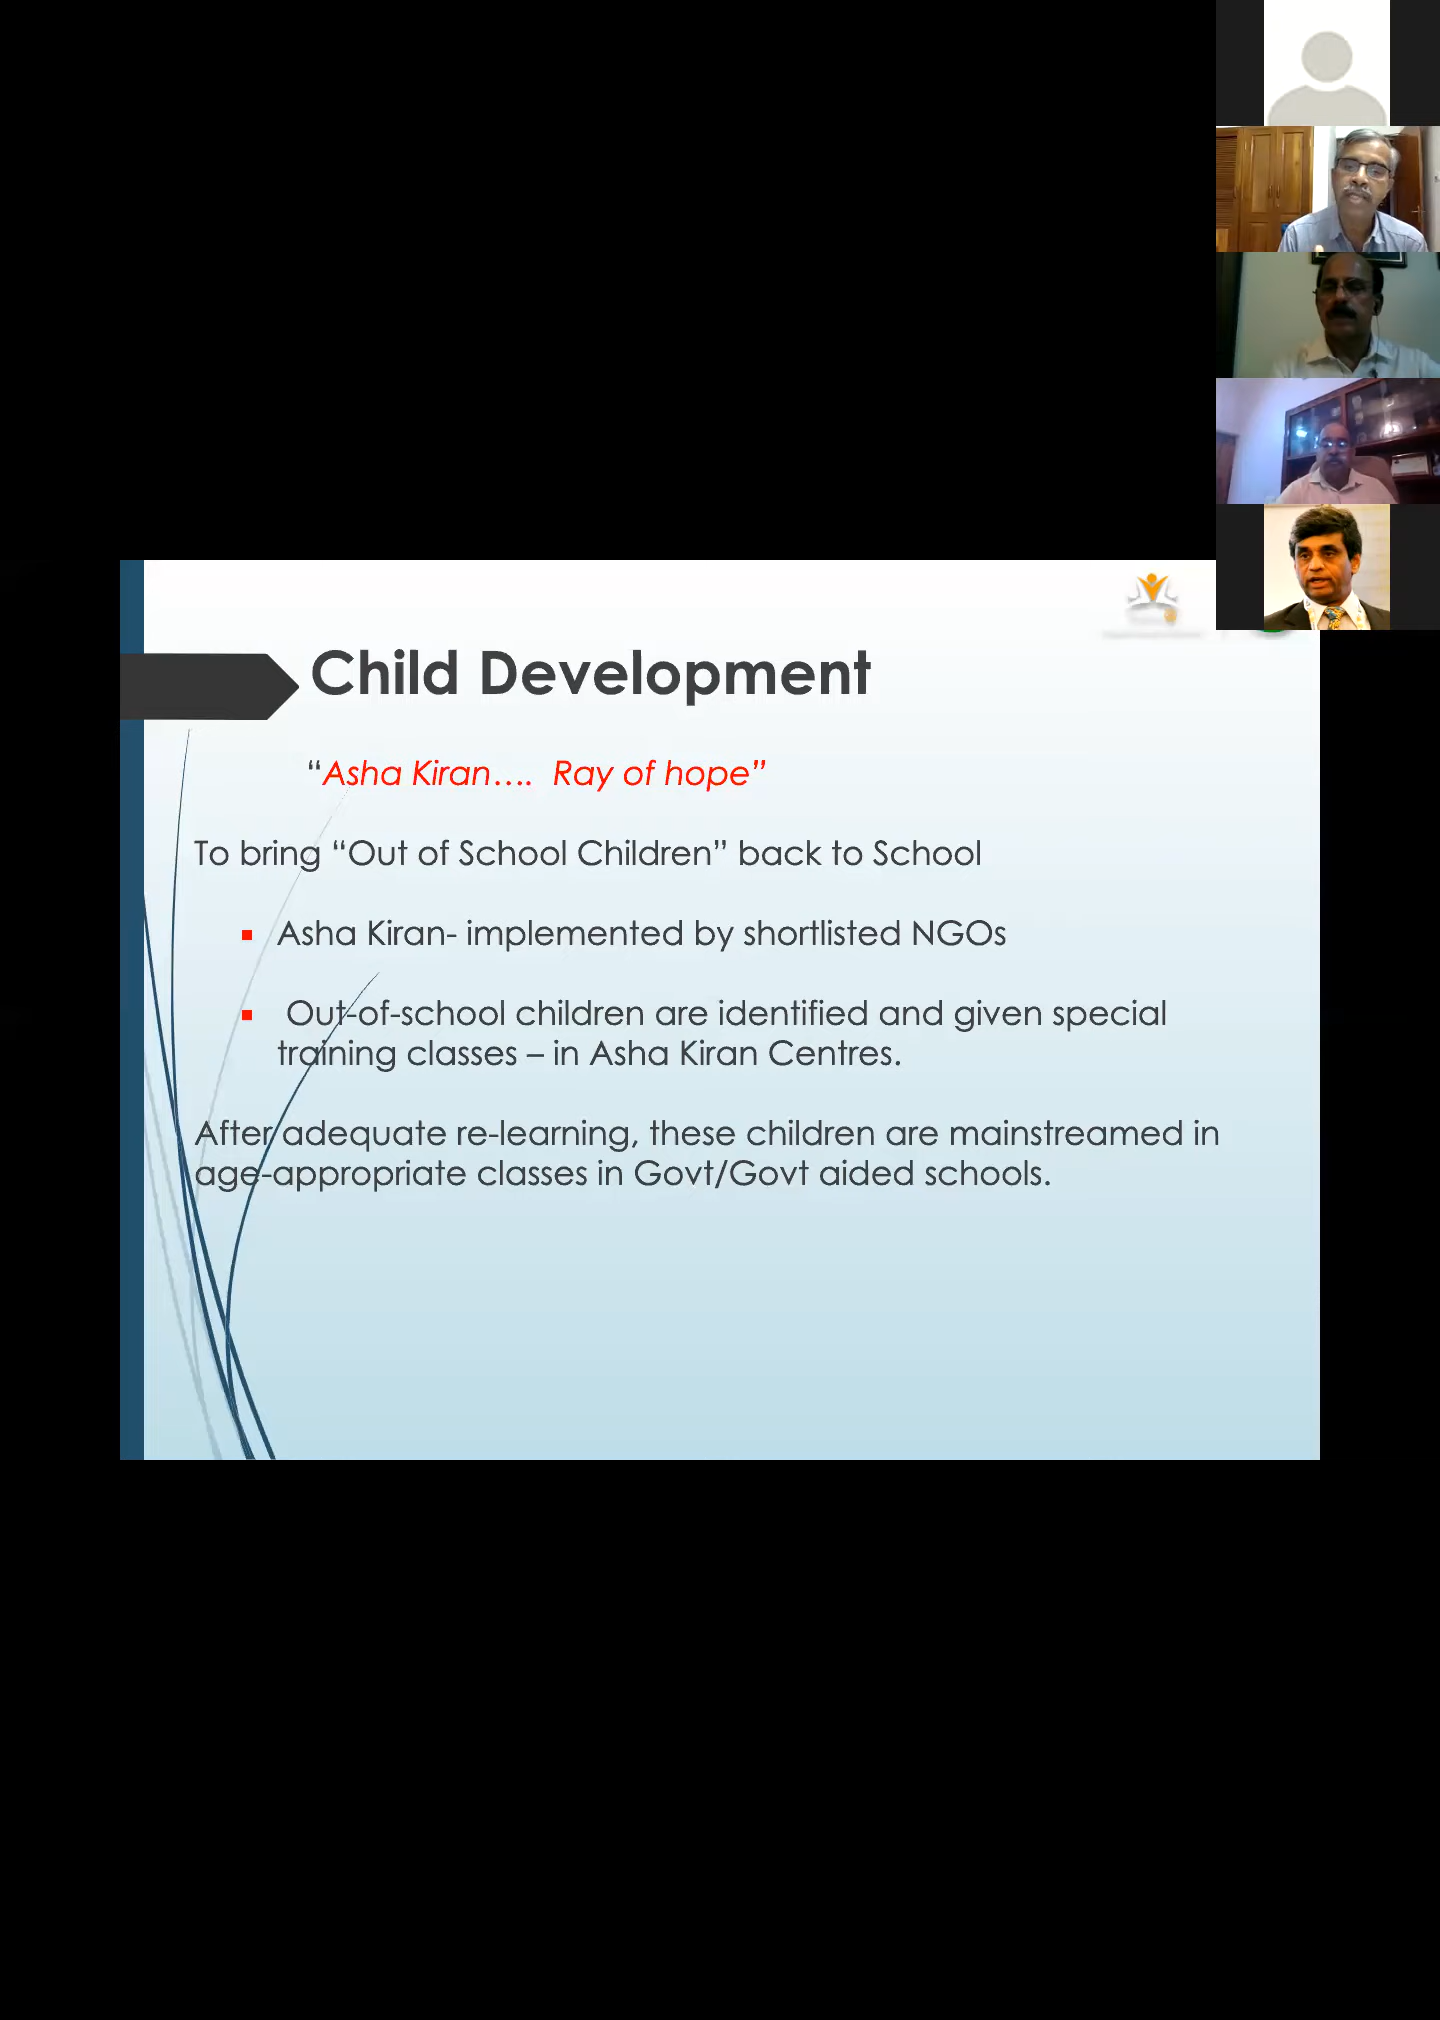 Child Development
“Asha Kiran.... Ray of hope”
To bring “Out of School Children” back to School
Asha Kiran- implemented by shortlisted NGOs
Out-of-school children are identified and given special
training classes – in Asha Kiran Centres.
After adequate re-learning, these children are mainstreamed in
age-appropriate classes in Govt/Govt aided schools.